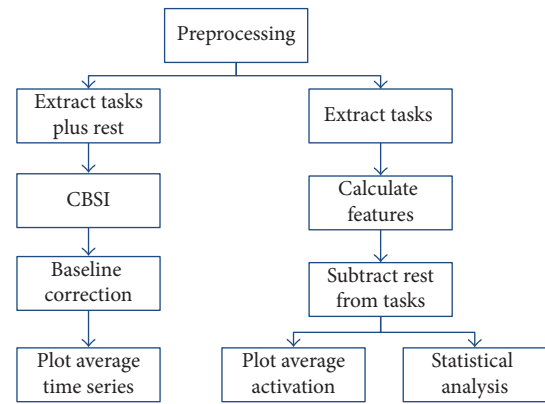 Preprocessing
Extract tasks
plus rest
Extract tasks
CBSI
Calculate
features
Baseline
correction
Subtract rest
from tasks
Plot average
time series
Plot average
activation
Statistical
analysis